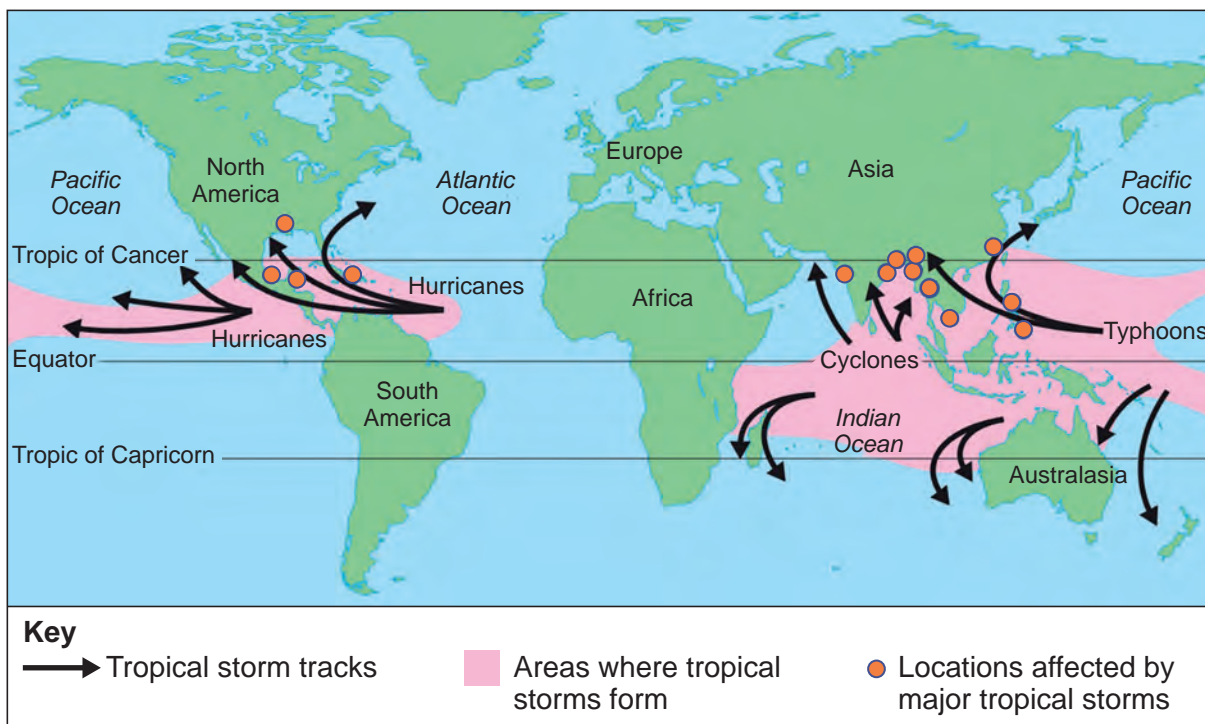 North
America
Europe
Asia
Pacific
Ocean
Atlantic
Ocean
Pacific
Ocean
Tropic of Cancer
Hurricanes
Africa
Hurricanes
Typhoons
Equator
Cyclones
South
America
Indian
Ocean
Tropic of Capricorn
Australasia
Key
Tropical storm tracks
Areas where tropical
storms form
Locations affected by
major tropical storms